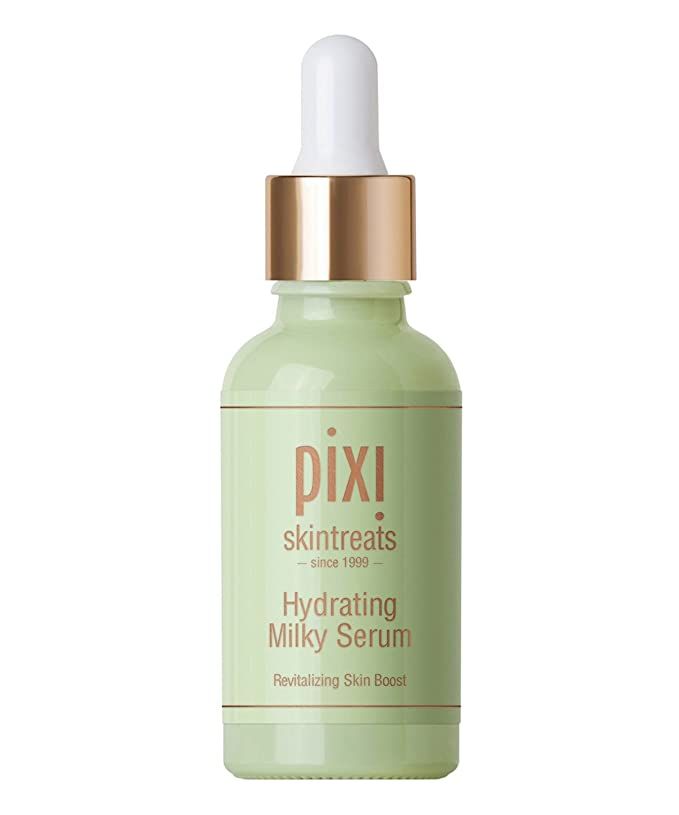 pixi
skintreats
– since 1999 –
Hydrating
Milky Serum
Revitalizing Skin Boost